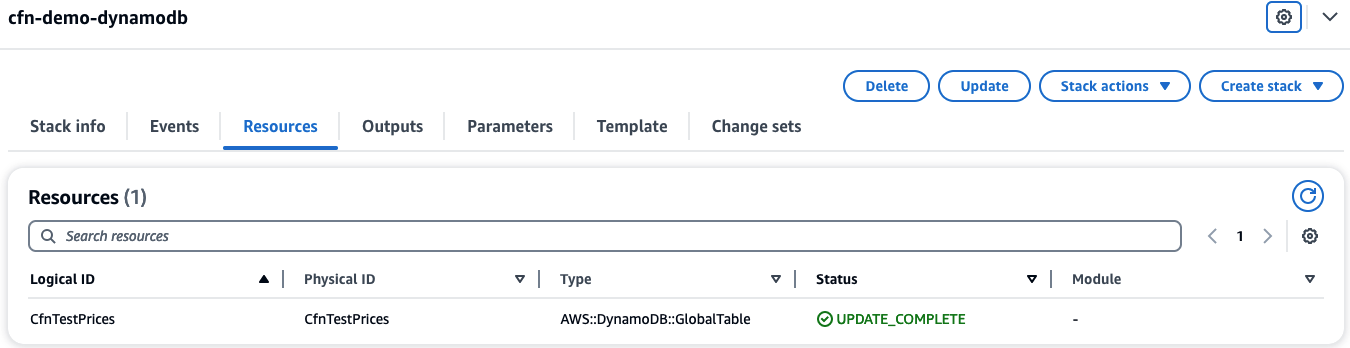 cfn-demo-dynamodb
Delete Update Stack actions Create stack
Stack info Events Resources Outputs Parameters Template Change sets
Resources (1)
Search resources 1
Logical ID Physical ID Type Status Module
CfnTestPrices CfnTestPrices AWS::DynamoDB::GlobalTable UPDATE_COMPLETE -